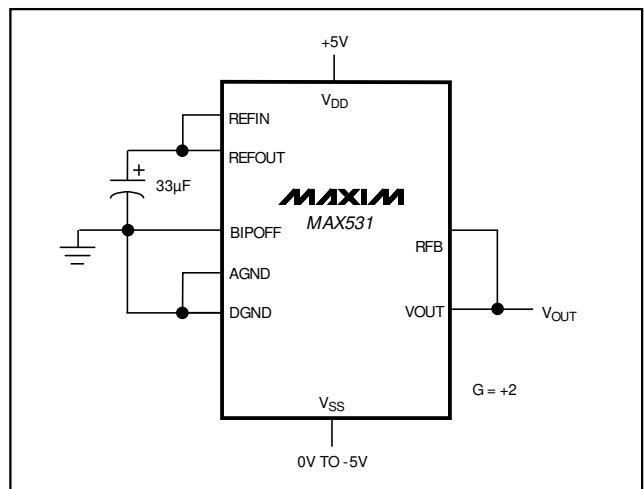 +5V
VDD
REFIN
REFOUT
+
33µF
MAXIM
MAX531
BIPOFF
RFB
AGND
DGND
VOUT
VOUT
G = +2
VSS
0V TO -5V